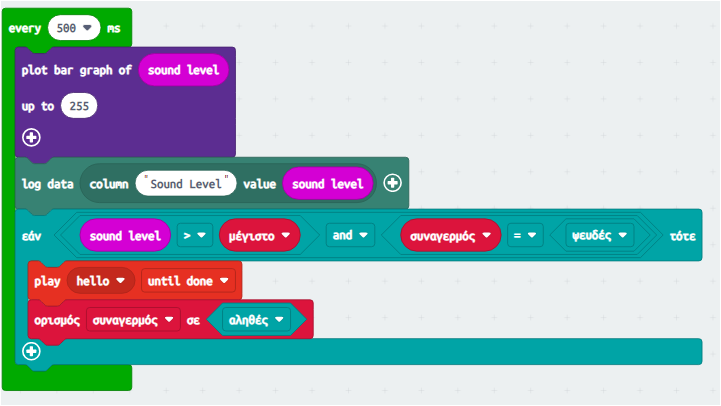 every 500 ms
plot bar graph of sound level
up to 255
log data column "Sound Level" value sound level
εάν sound level > μέγιστο and συναγερμός = ψευδές τότε
play hello until done
ορισμός συναγερμός σε αληθές